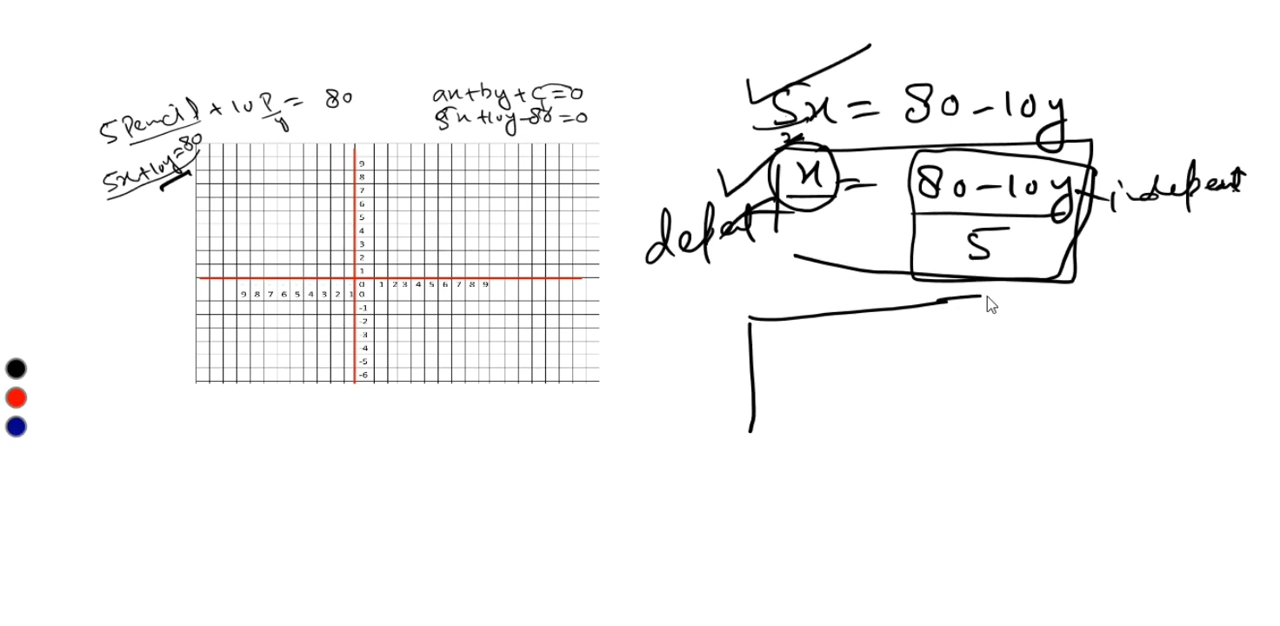 5 Pencil + 10 P/y = 80
5x+10y=80
ax+by+c=0
5x+10y-80=0
9
8
7
6
5
4
3
2
1
0 1 2 3 4 5 6 7 8 9
9 8 7 6 5 4 3 2 1 0
-1
-2
-3
-4
-5
-6
5x = 80-10y
x = 80-10y
5